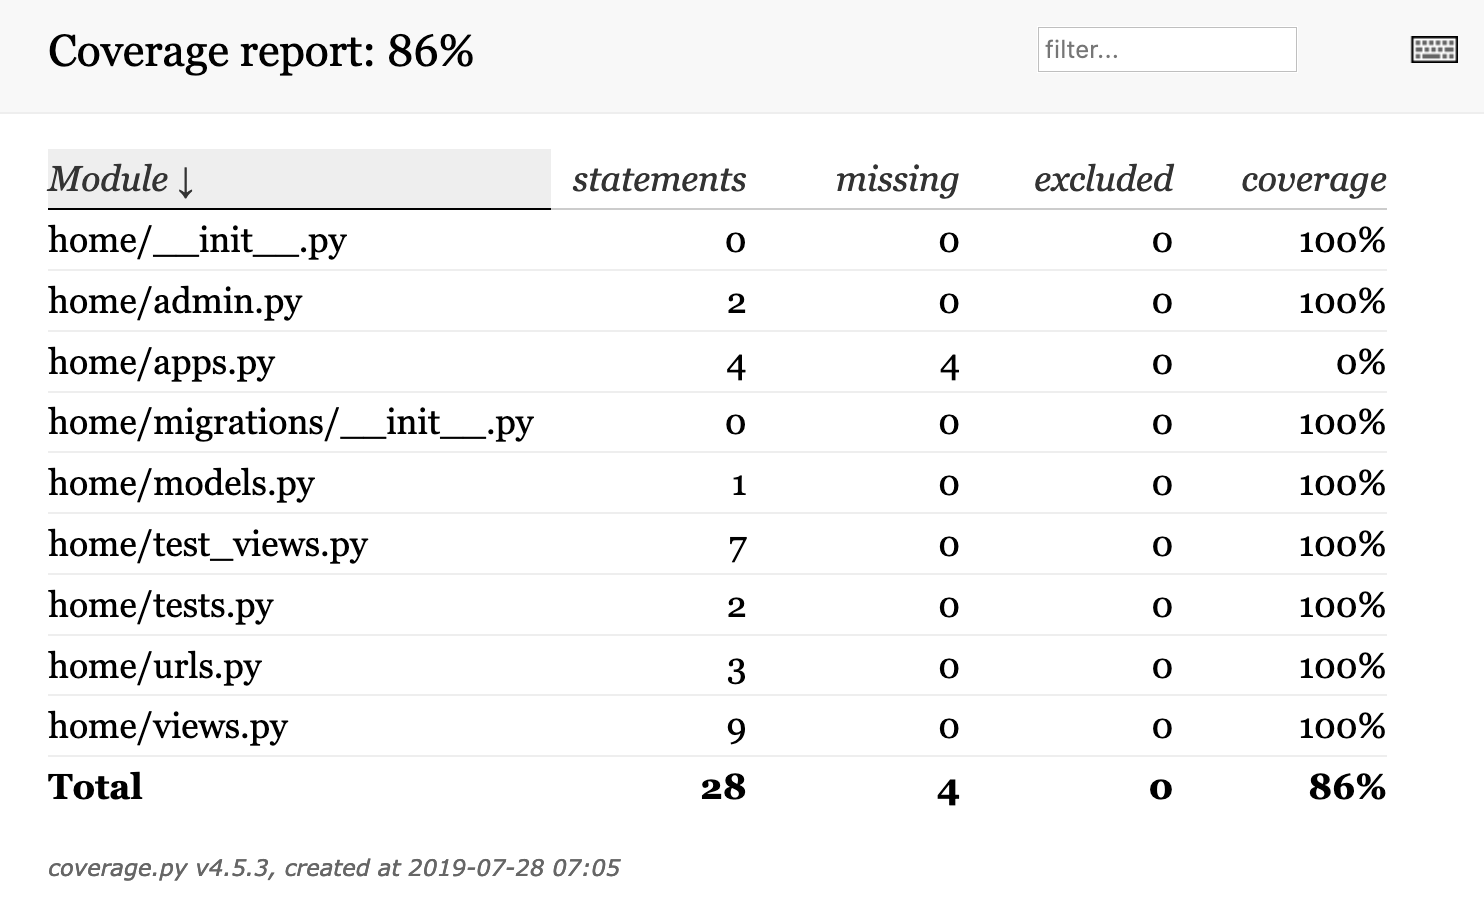 Coverage report: 86%
filter...
Module ↓ statements missing excluded coverage
home/__init__.py 0 0 0 100%
home/admin.py 2 0 0 100%
home/apps.py 4 4 0 0%
home/migrations/__init__.py 0 0 0 100%
home/models.py 1 0 0 100%
home/test_views.py 7 0 0 100%
home/tests.py 2 0 0 100%
home/urls.py 3 0 0 100%
home/views.py 9 0 0 100%
Total 28 4 0 86%
coverage.py v4.5.3, created at 2019-07-28 07:05